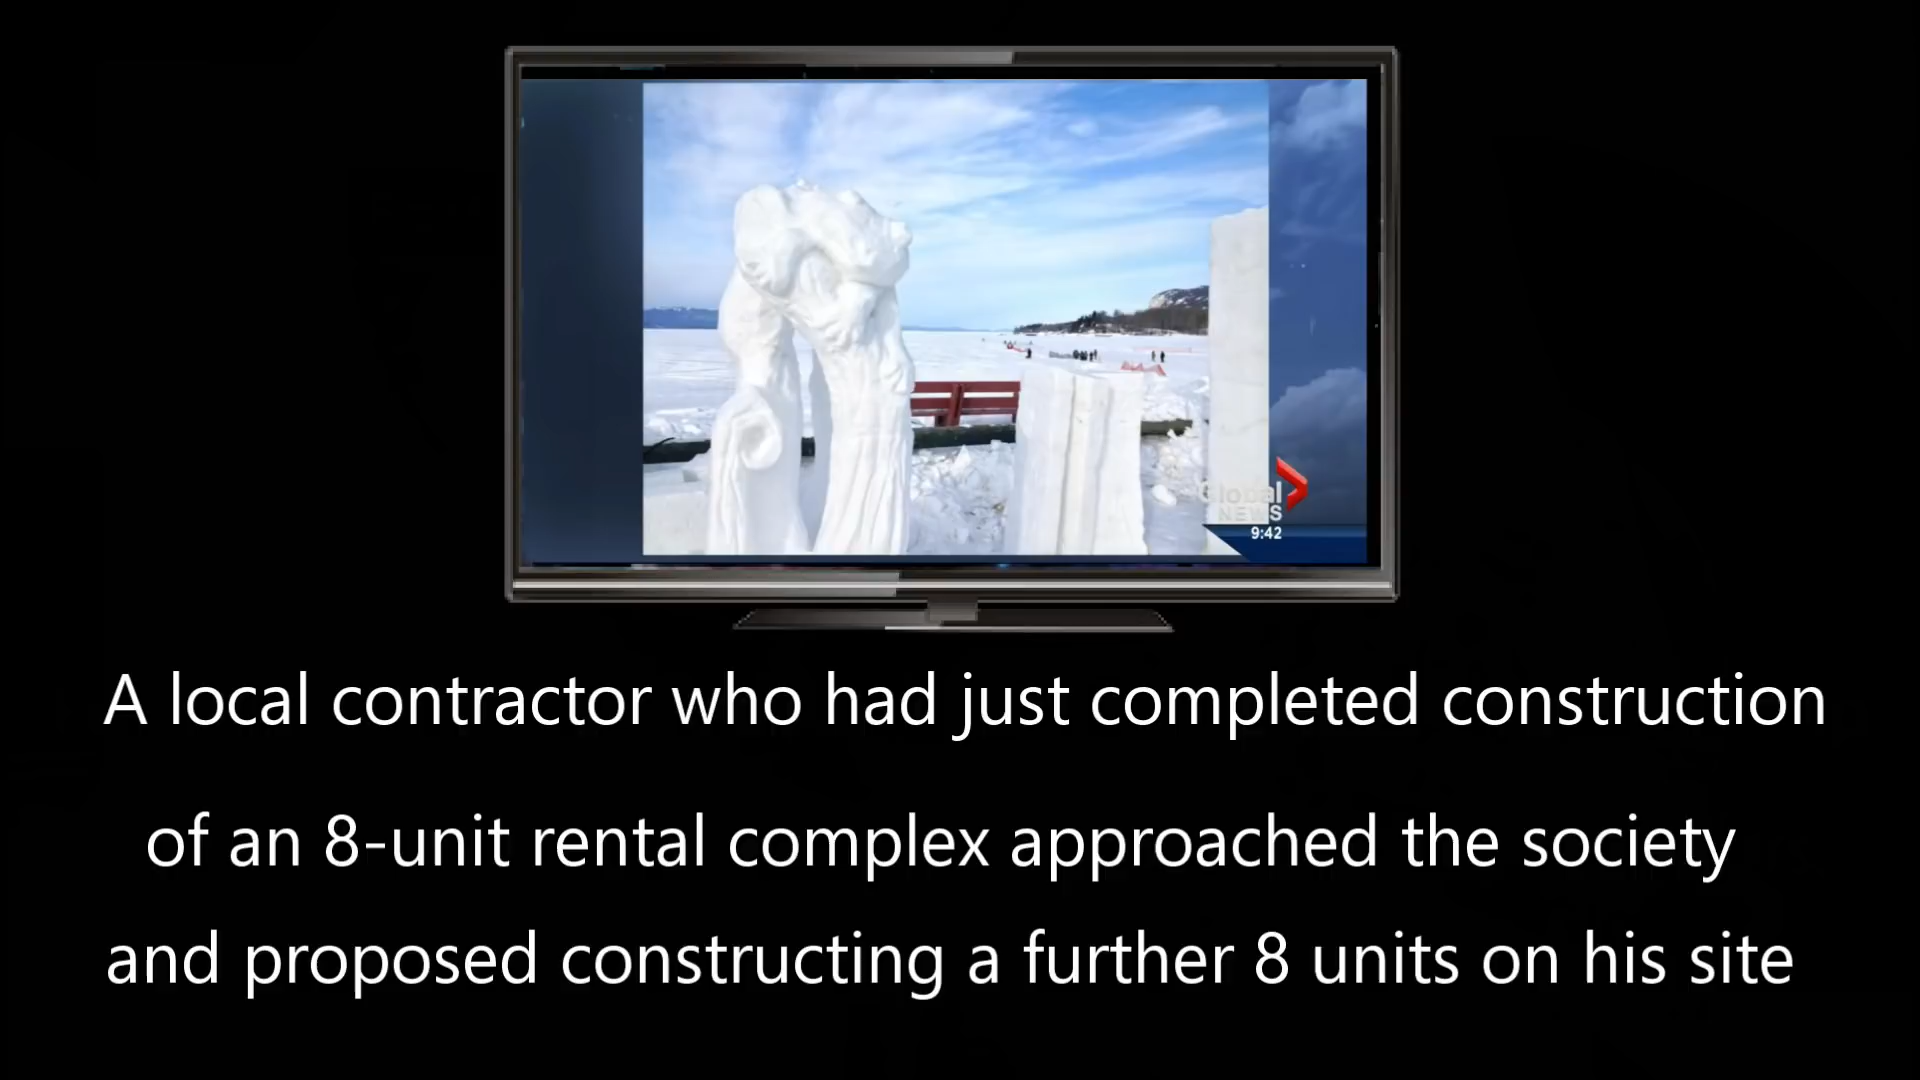 Global
NEWS
9:42
A local contractor who had just completed construction
of an 8-unit rental complex approached the society
and proposed constructing a further 8 units on his site